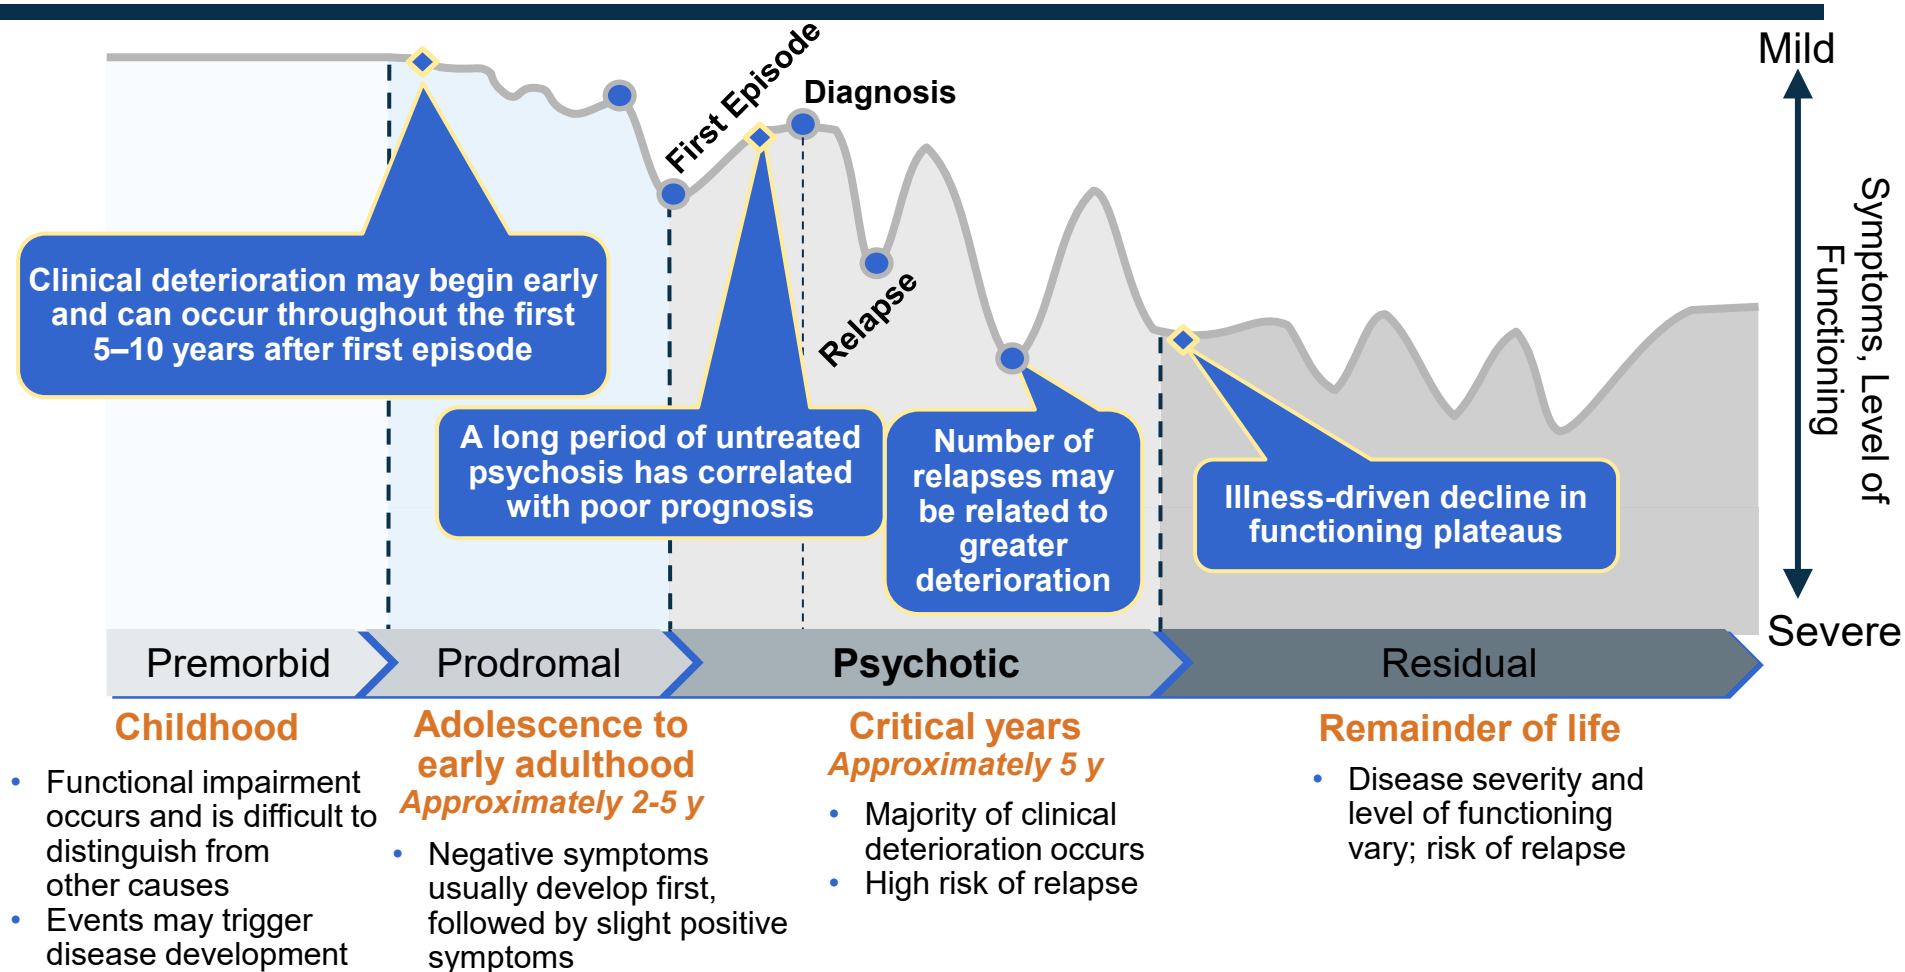 Mild
First Episode
Diagnosis
Relapse
Clinical deterioration may begin early
and can occur throughout the first
5–10 years after first episode
A long period of untreated
psychosis has correlated
with poor prognosis
Number of
relapses may
be related to
greater
deterioration
Illness-driven decline in
functioning plateaus
Symptoms, Level of
Functioning
Severe
Premorbid
Prodromal
Psychotic
Residual
Childhood
• Functional impairment
occurs and is difficult to
distinguish from
other causes
• Events may trigger
disease development
Adolescence to
early adulthood
Approximately 2-5 y
• Negative symptoms
usually develop first,
followed by slight positive
symptoms
Critical years
Approximately 5 y
• Majority of clinical
deterioration occurs
• High risk of relapse
Remainder of life
• Disease severity and
level of functioning
vary; risk of relapse